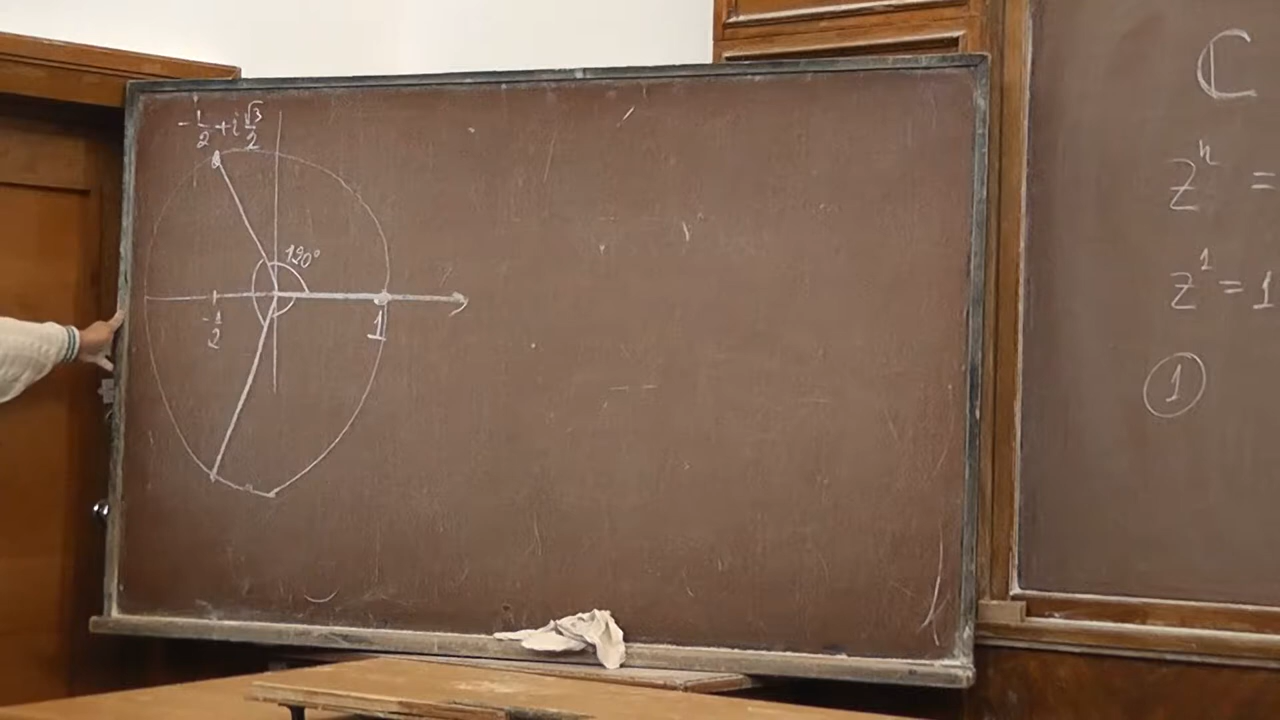 -1/2 + i √3/2
120°
-1/2
1
ℂ
zⁿ =
z¹ = 1
①